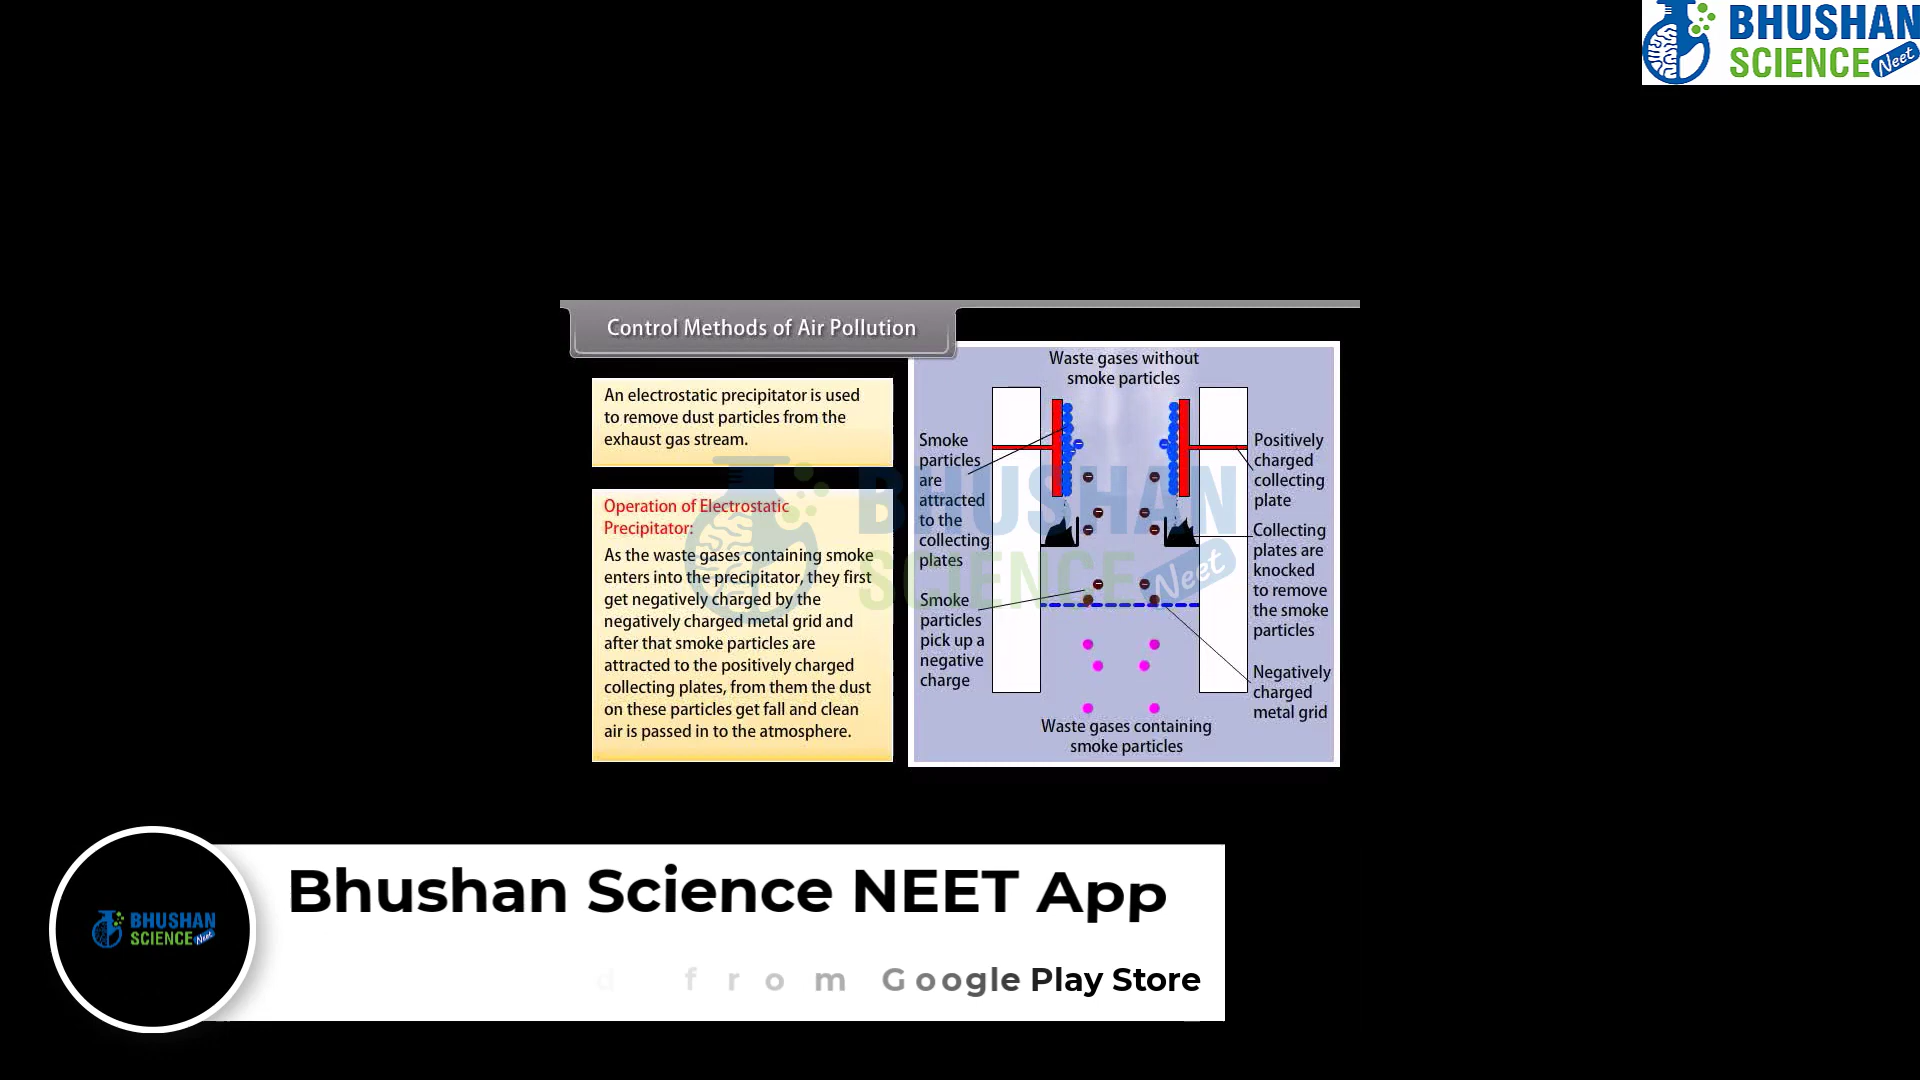 BHUSHAN
SCIENCE Neet
Control Methods of Air Pollution
An electrostatic precipitator is used
to remove dust particles from the
exhaust gas stream.
Operation of Electrostatic
Precipitator:
As the waste gases containing smoke
enters into the precipitator, they first
get negatively charged by the
negatively charged metal grid and
after that smoke particles are
attracted to the positively charged
collecting plates, from them the dust
on these particles get fall and clean
air is passed in to the atmosphere.
Waste gases without
smoke particles
Smoke
particles
are
attracted
to the
collecting
plates
Smoke
particles
pick up a
negative
charge
Positively
charged
collecting
plate
Collecting
plates are
knocked
to remove
the smoke
particles
Negatively
charged
metal grid
Waste gases containing
smoke particles
BHUSHAN
SCIENCE Neet
BHUSHAN
SCIENCE Neet
Bhushan Science NEET App
d from Google Play Store